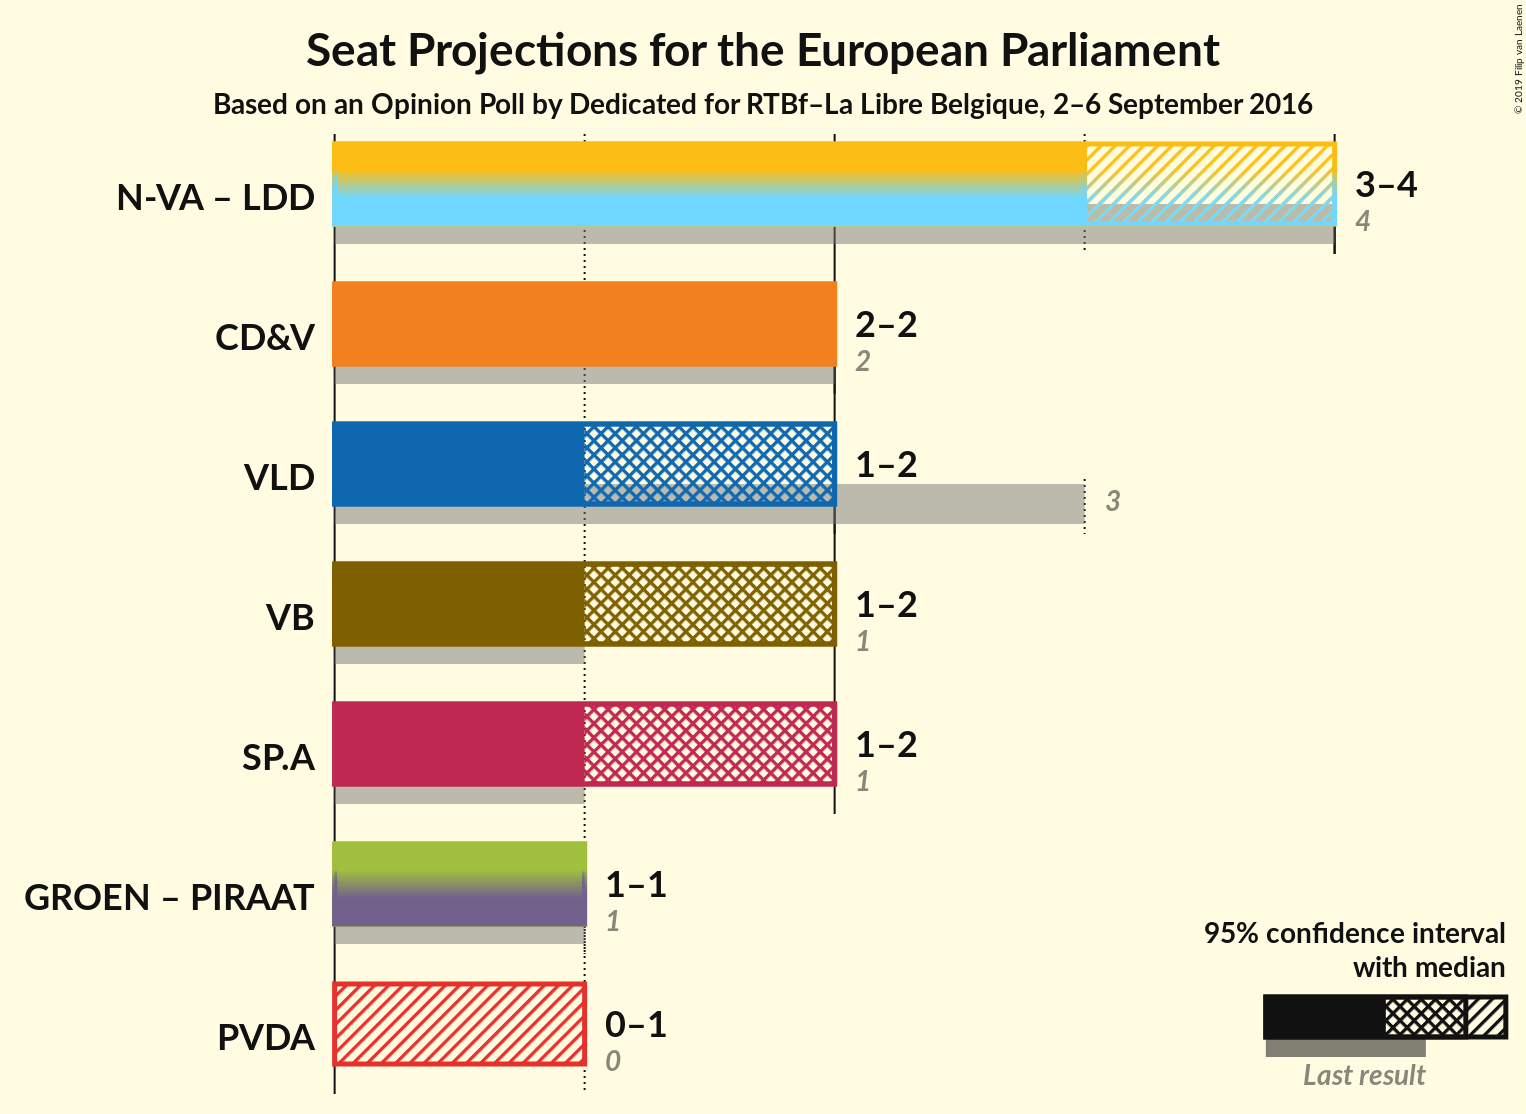 Seat Projections for the European Parliament
Based on an Opinion Poll by Dedicated for RTBf–La Libre Belgique, 2–6 September 2016
© 2019 Filip van Laenen
N-VA – LDD
3–4
4
CD&V
2–2
2
VLD
1–2
3
VB
1–2
1
SP.A
1–2
1
GROEN – PIRAAT
1–1
1
PVDA
0–1
0
95% confidence interval
with median
Last result